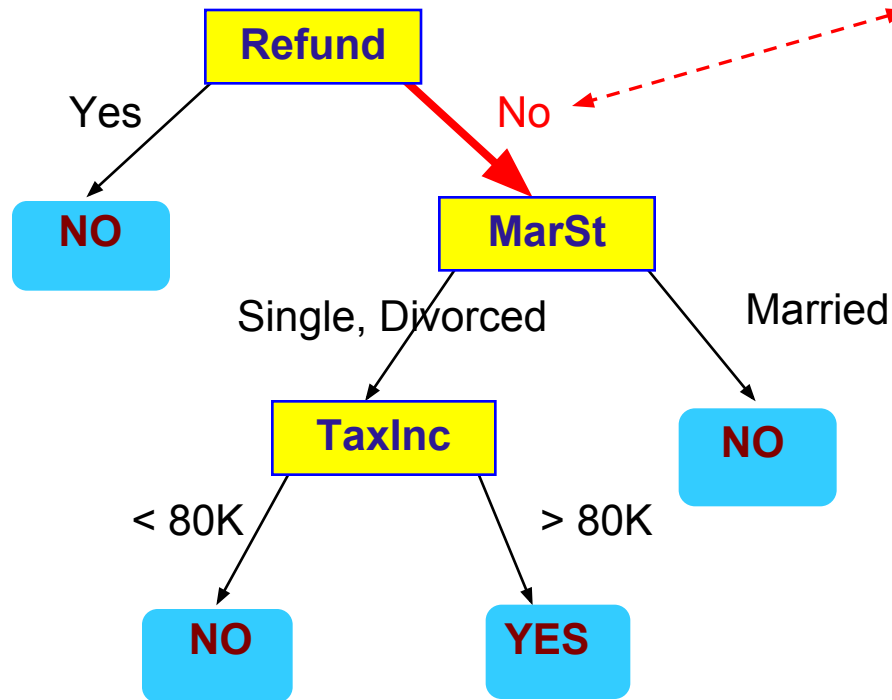 Refund
Yes
No
NO
MarSt
Single, Divorced
Married
TaxInc
NO
< 80K
> 80K
NO
YES